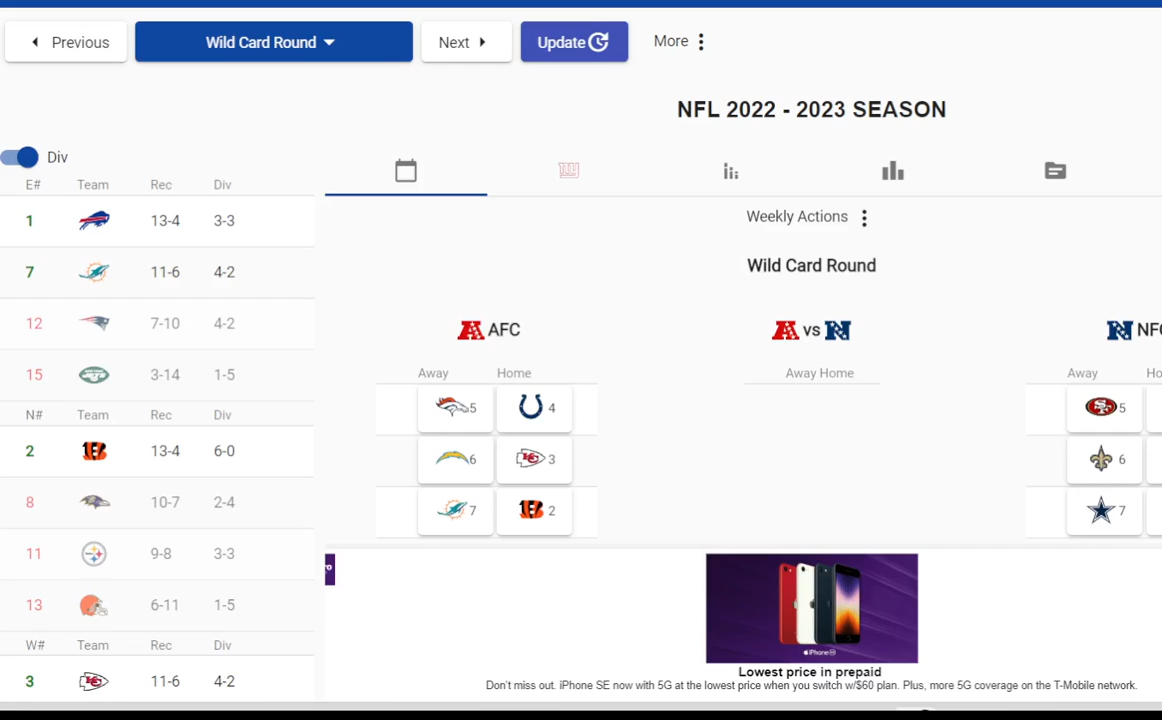 Previous Wild Card Round Next Update More
NFL 2022 - 2023 SEASON
Div
E# Team Rec Div
1 13-4 3-3
7 11-6 4-2
12 7-10 4-2
15 3-14 1-5
N# Team Rec Div
2 13-4 6-0
8 10-7 2-4
11 9-8 3-3
13 6-11 1-5
W# Team Rec Div
3 11-6 4-2
Weekly Actions
Wild Card Round
AFC vs NFC
Away Home Away Home Away Ho
5 4 5
6 3 6
7 2 7
iPhone SE
Lowest price in prepaid
Don't miss out. iPhone SE now with 5G at the lowest price when you switch w/$60 plan. Plus, more 5G coverage on the T-Mobile network.